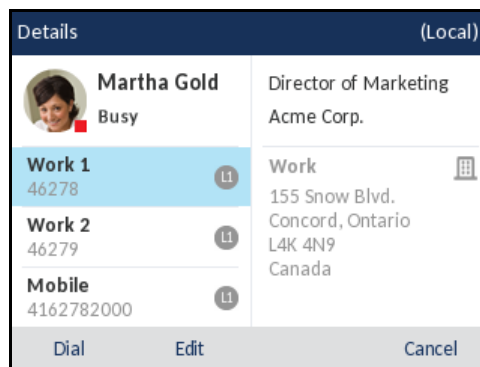 Details (Local)
Martha Gold
Busy
Director of Marketing
Acme Corp.
Work 1
46278
L1
Work 2
46279
L1
Mobile
4162782000
L1
Work
155 Snow Blvd.
Concord, Ontario
L4K 4N9
Canada
Dial Edit Cancel